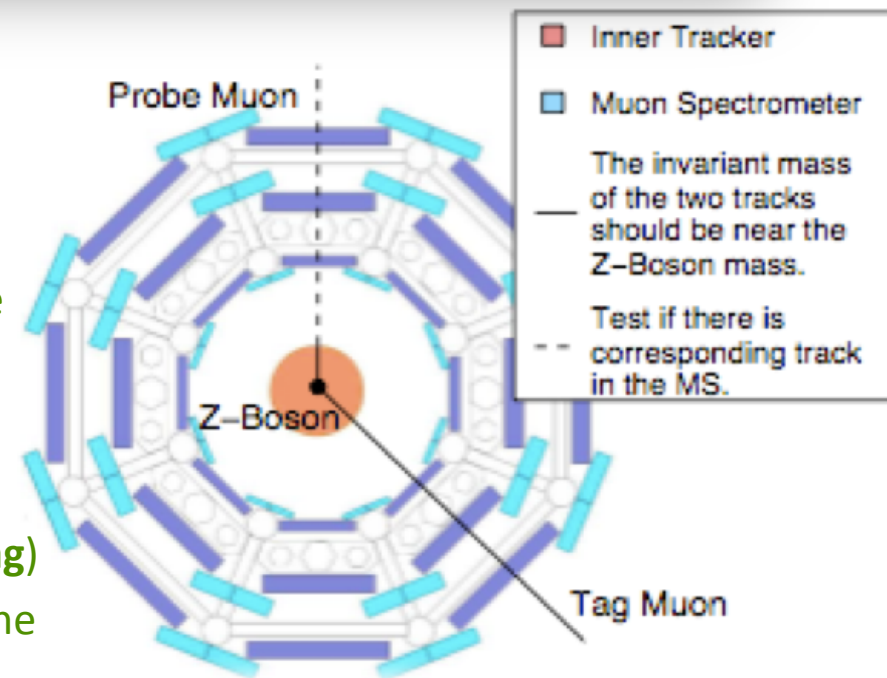 Inner Tracker
Probe Muon
Muon Spectrometer
The invariant mass
of the two tracks
should be near the
Z-Boson mass.
Test if there is
corresponding track
in the MS.
Z-Boson
Tag Muon